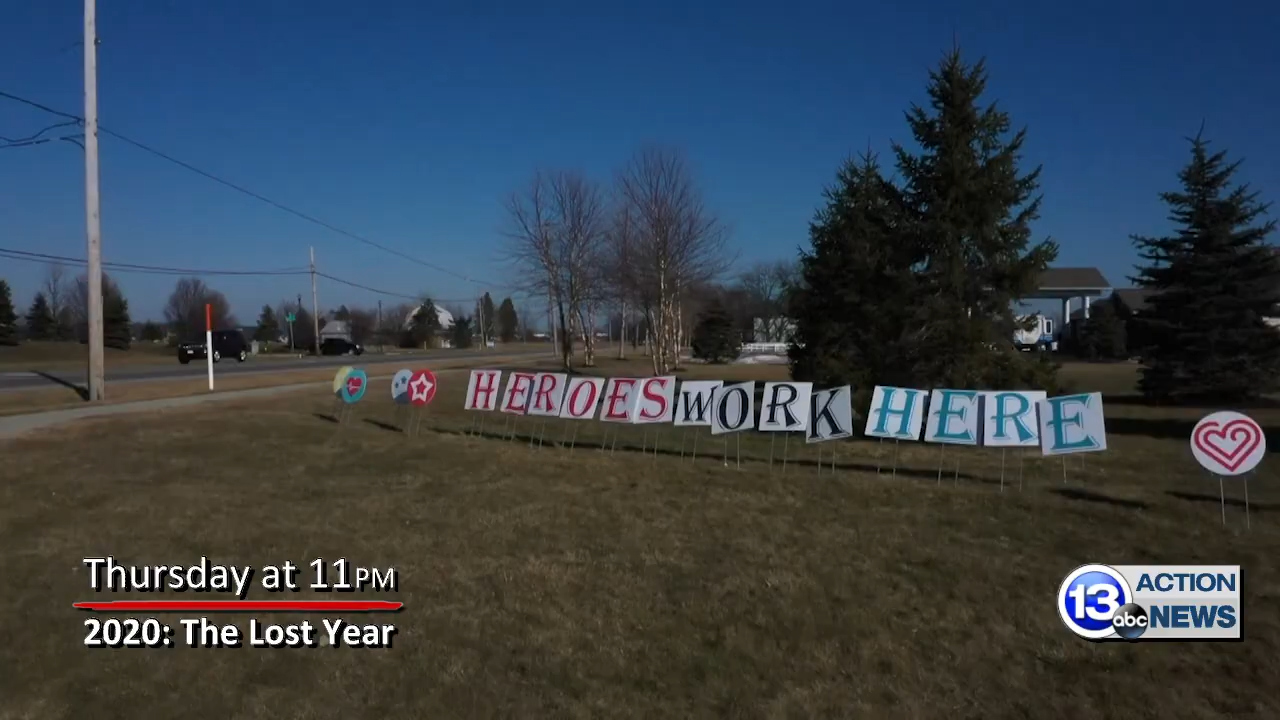 HEROES WORK HERE
Thursday at 11PM
2020: The Lost Year
13 abc ACTION NEWS